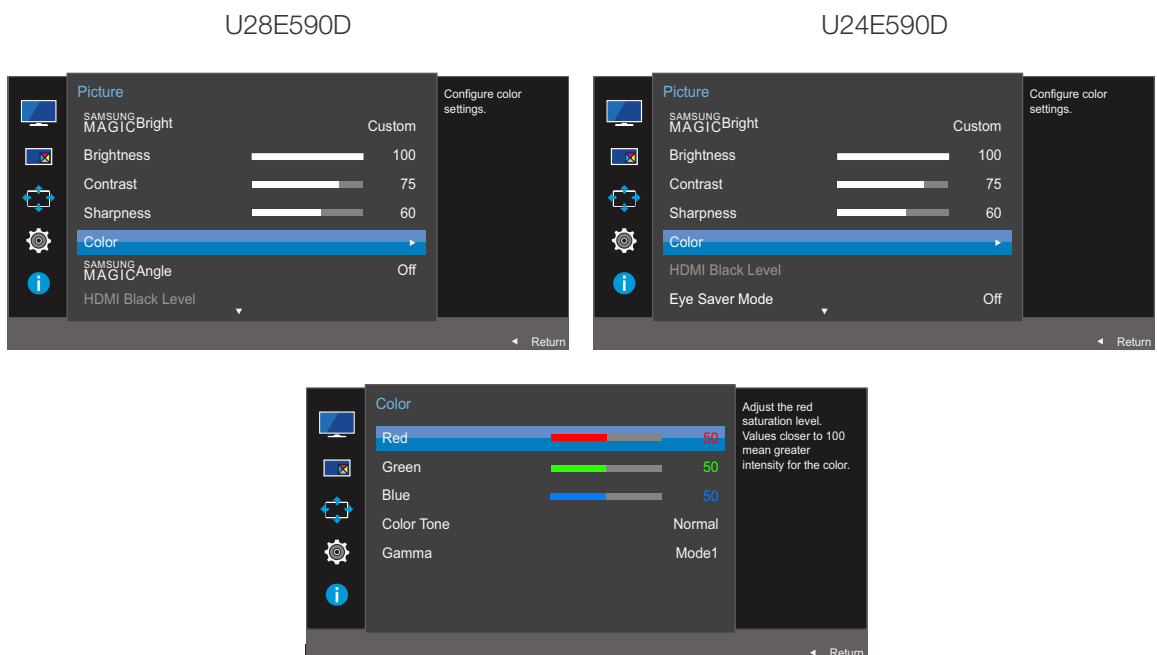 U28E590D
U24E590D
Picture
SAMSUNG
MAGIC Bright Custom
Brightness 100
Contrast 75
Sharpness 60
Color
SAMSUNG
MAGIC Angle Off
HDMI Black Level
Configure color
settings.
Return
Picture
SAMSUNG
MAGIC Bright Custom
Brightness 100
Contrast 75
Sharpness 60
Color
HDMI Black Level
Eye Saver Mode Off
Configure color
settings.
Return
Color
Red 50
Green 50
Blue 50
Color Tone Normal
Gamma Mode1
Adjust the red
saturation level.
Values closer to 100
mean greater
intensity for the color.
Return